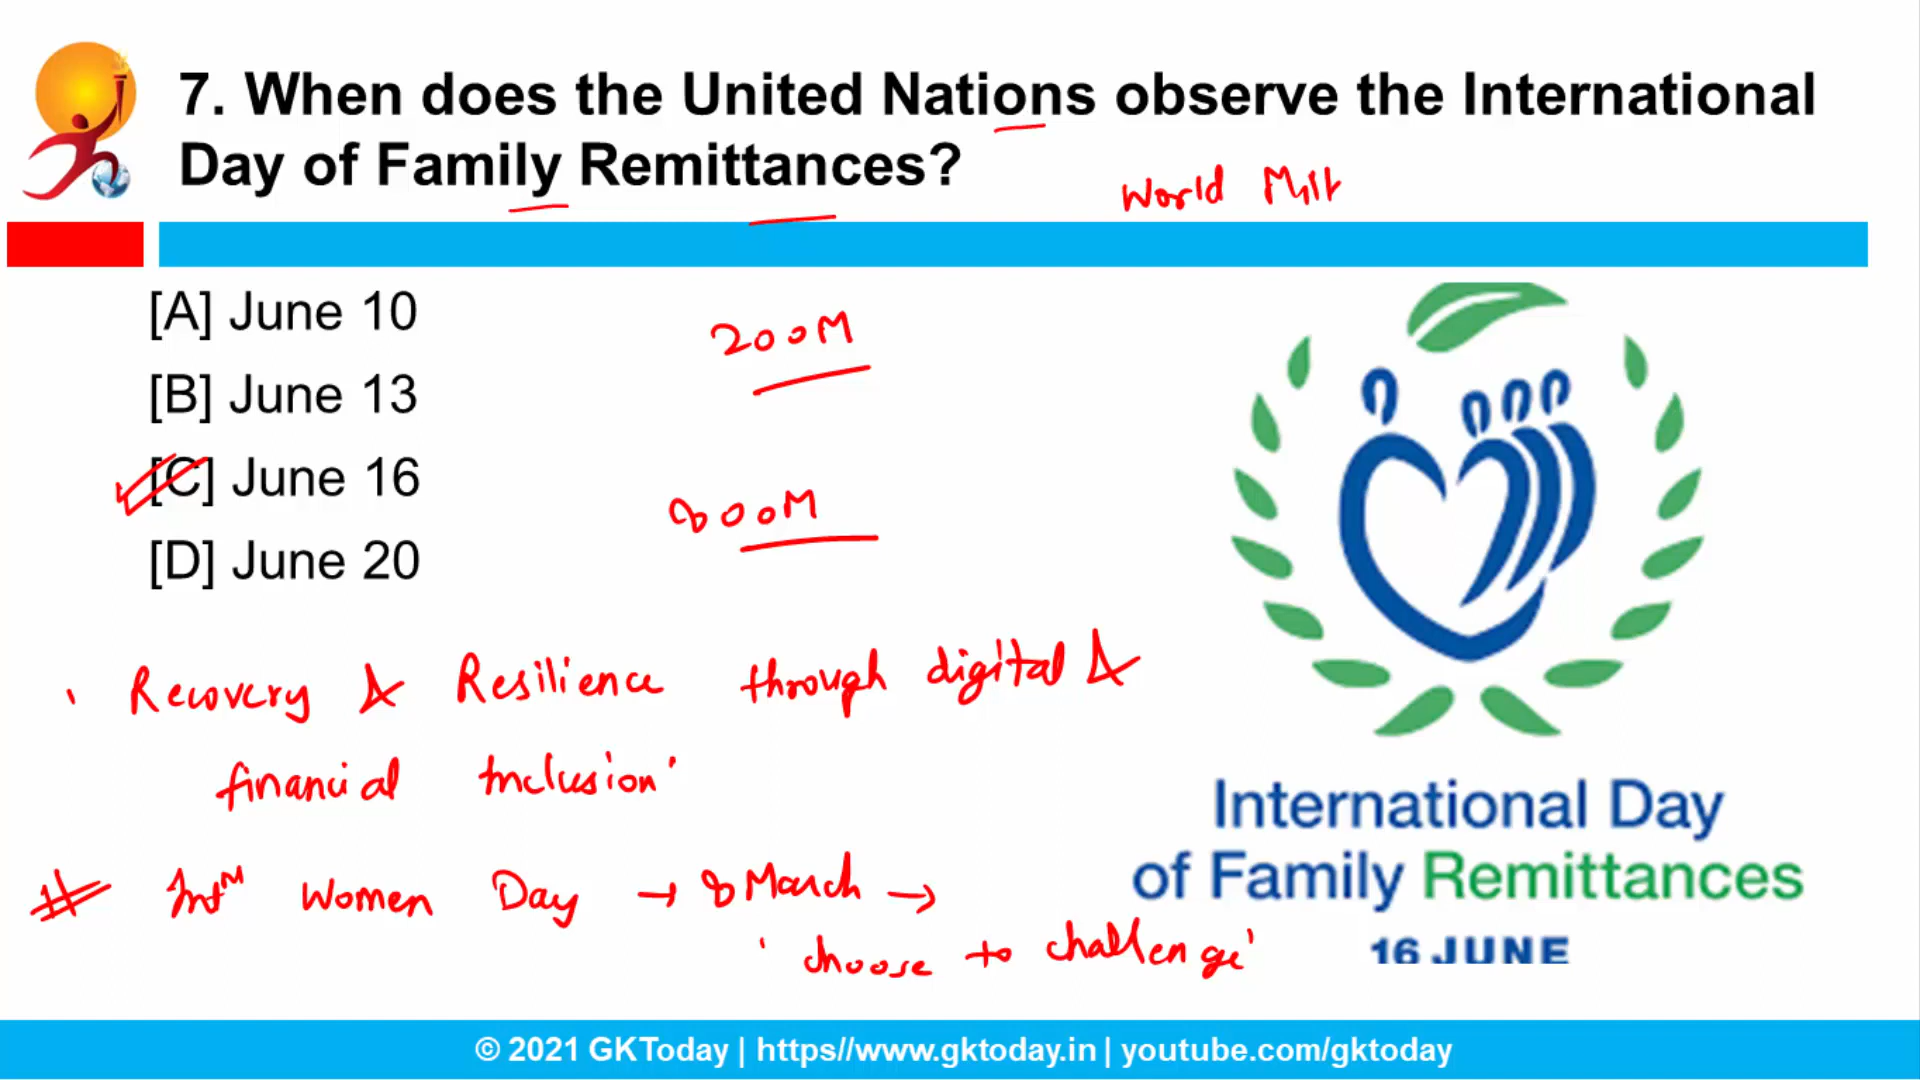 7. When does the United Nations observe the International
Day of Family Remittances?
World Milk
[A] June 10
200M
[B] June 13
[C] June 16
800M
[D] June 20
' Recovery & Resilience through digital &
financial Inclusion'
# Intn Women Day → 8 March →
' choose to challenge'
International Day
of Family Remittances
16 JUNE
© 2021 GKToday | https//www.gktoday.in | youtube.com/gktoday